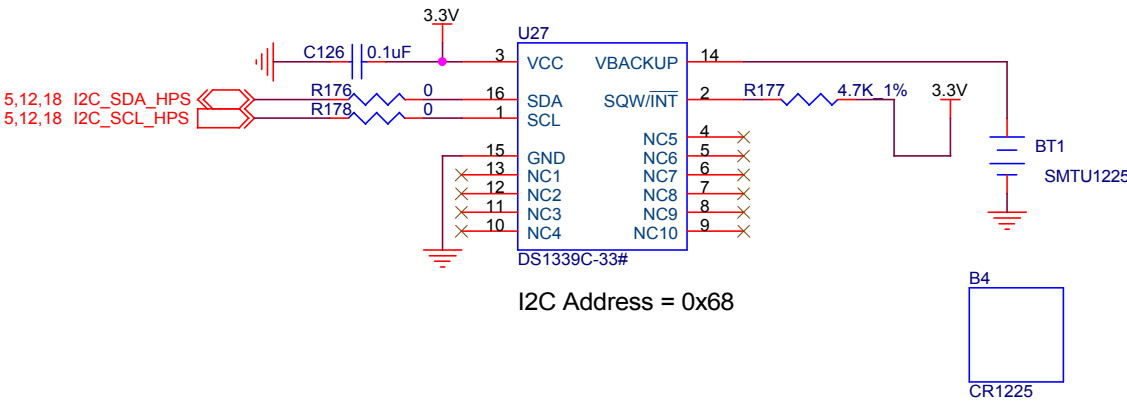 3.3V
U27
C126 0.1uF 3 VCC VBACKUP 14
5,12,18 I2C_SDA_HPS R176 0 16 SDA SQW/INT 2 R177 4.7K_1% 3.3V
5,12,18 I2C_SCL_HPS R178 0 1 SCL
NC5 4
BT1
15 GND NC6 5
13 NC1 NC7 6
SMTU1225
12 NC2 NC8 7
11 NC3 NC9 8
10 NC4 NC10 9
DS1339C-33#
B4
I2C Address = 0x68
CR1225